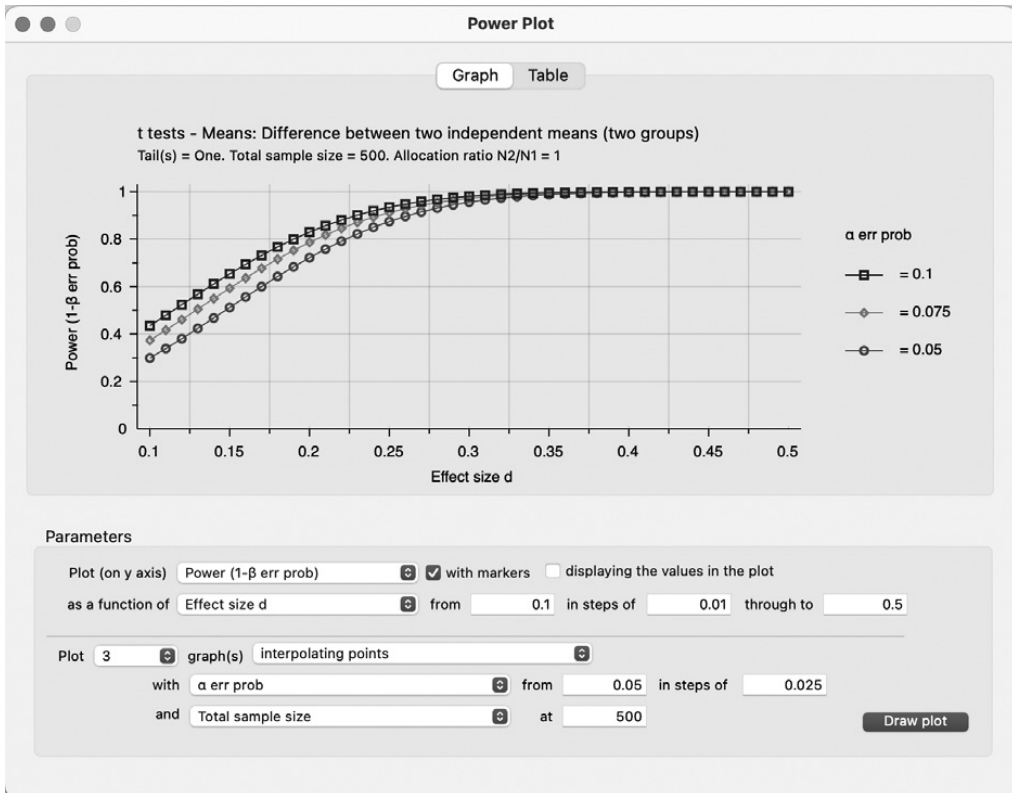 Power Plot
Graph Table
t tests - Means: Difference between two independent means (two groups)
Tail(s) = One. Total sample size = 500. Allocation ratio N2/N1 = 1
Power (1-β err prob)
1
0.8
0.6
0.4
0.2
0
0.1 0.15 0.2 0.25 0.3 0.35 0.4 0.45 0.5
Effect size d
α err prob
= 0.1
= 0.075
= 0.05
Parameters
Plot (on y axis) Power (1-β err prob) with markers displaying the values in the plot
as a function of Effect size d from 0.1 in steps of 0.01 through to 0.5
Plot 3 graph(s) interpolating points
with α err prob from 0.05 in steps of 0.025
and Total sample size at 500
Draw plot